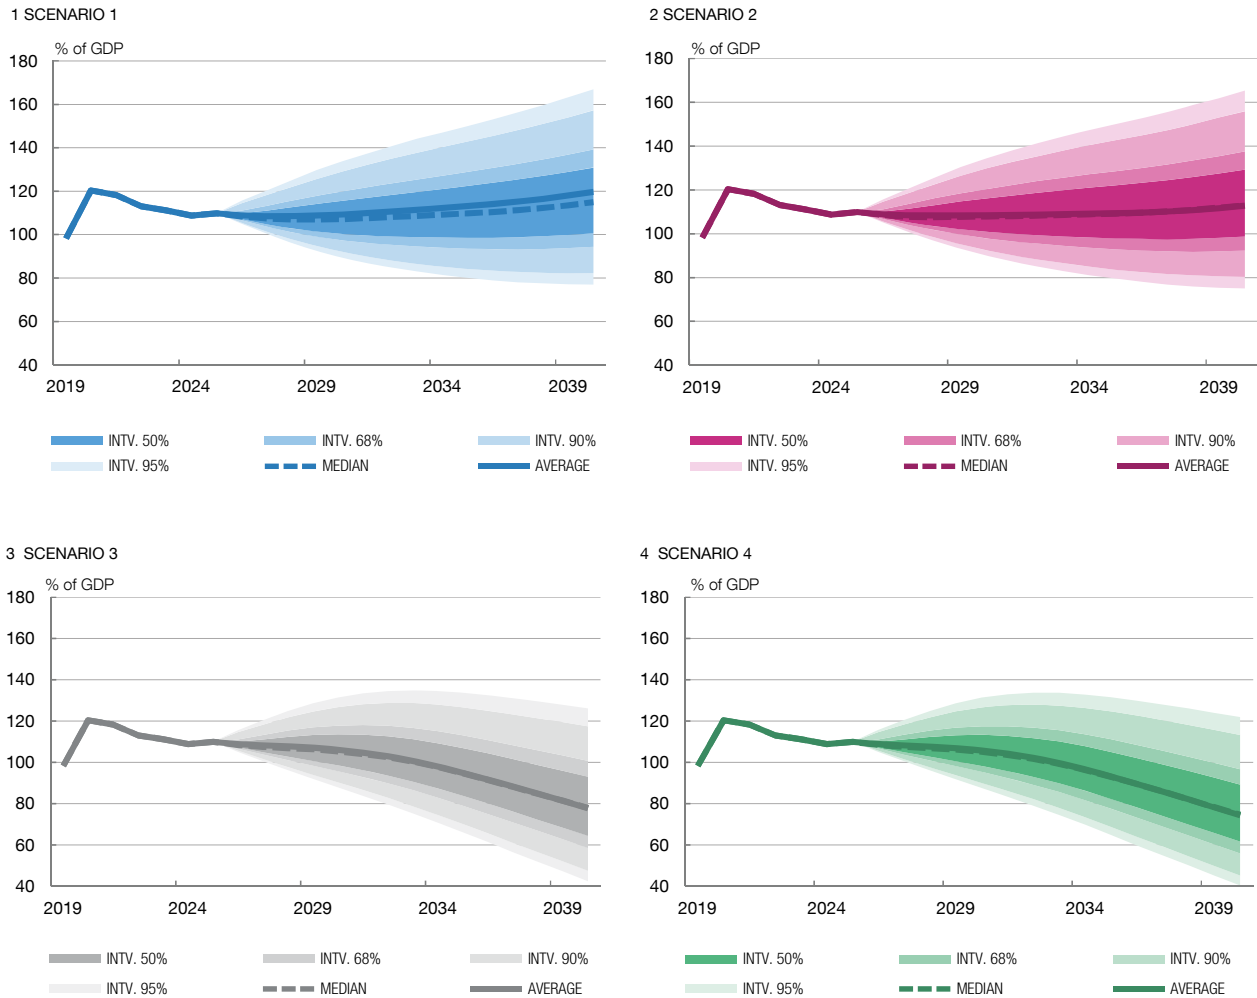 1 SCENARIO 1
% of GDP
180
160
140
120
100
80
60
40
2019 2024 2029 2034 2039
INTV. 50% INTV. 68% INTV. 90%
INTV. 95% MEDIAN AVERAGE
2 SCENARIO 2
% of GDP
180
160
140
120
100
80
60
40
2019 2024 2029 2034 2039
INTV. 50% INTV. 68% INTV. 90%
INTV. 95% MEDIAN AVERAGE
3 SCENARIO 3
% of GDP
180
160
140
120
100
80
60
40
2019 2024 2029 2034 2039
INTV. 50% INTV. 68% INTV. 90%
INTV. 95% MEDIAN AVERAGE
4 SCENARIO 4
% of GDP
180
160
140
120
100
80
60
40
2019 2024 2029 2034 2039
INTV. 50% INTV. 68% INTV. 90%
INTV. 95% MEDIAN AVERAGE